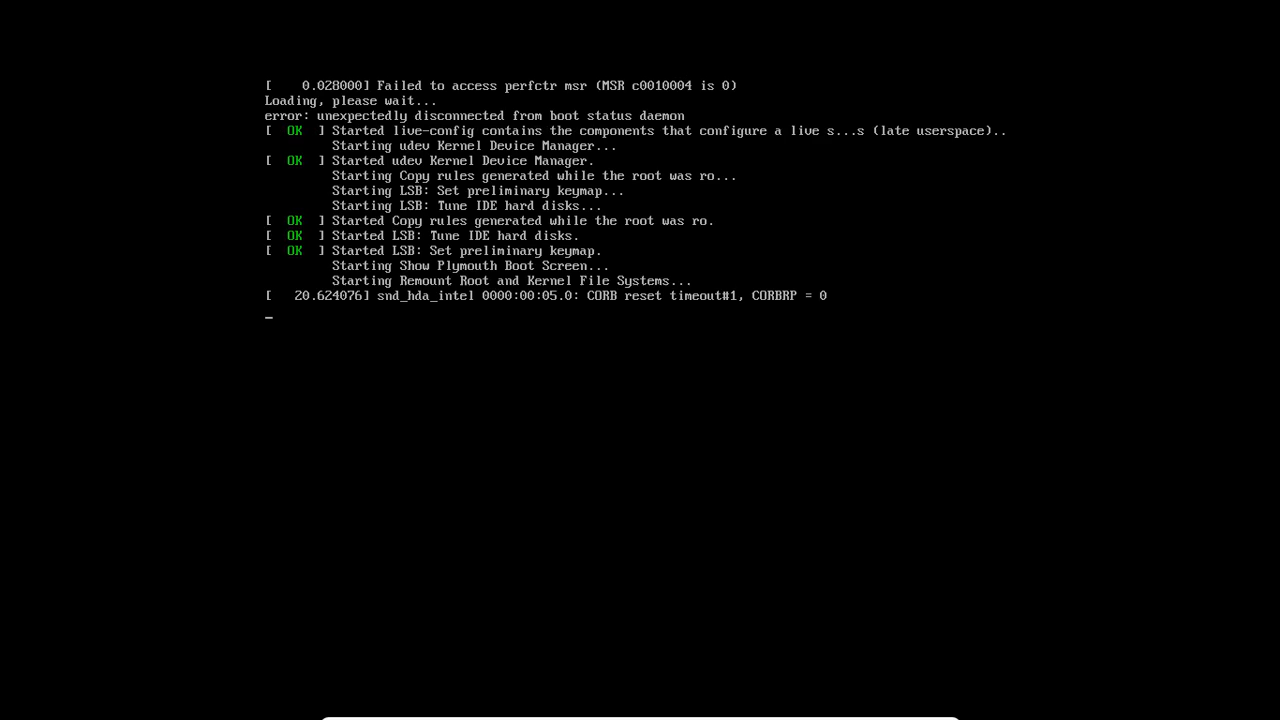 [    0.028000] Failed to access perfctr msr (MSR c0010004 is 0)
Loading, please wait...
error: unexpectedly disconnected from boot status daemon
[  OK  ] Started live-config contains the components that configure a live s...s (late userspace)..
         Starting udev Kernel Device Manager...
[  OK  ] Started udev Kernel Device Manager.
         Starting Copy rules generated while the root was ro...
         Starting LSB: Set preliminary keymap...
         Starting LSB: Tune IDE hard disks...
[  OK  ] Started Copy rules generated while the root was ro.
[  OK  ] Started LSB: Tune IDE hard disks.
[  OK  ] Started LSB: Set preliminary keymap.
         Starting Show Plymouth Boot Screen...
         Starting Remount Root and Kernel File Systems...
[   20.624076] snd_hda_intel 0000:00:05.0: CORB reset timeout#1, CORBRP = 0